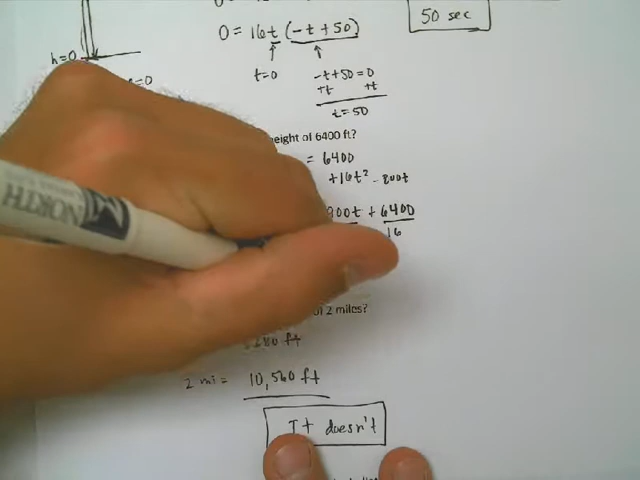 0 = 16t (-t + 50)
50 sec
h=0
t=0
-t+50=0
+t +t
t=50
eight of 6400 ft?
= 6400
+16t² - 800t
800t + 6400
16
NORTH
of 2 miles?
280 ft
2 mi = 10,560 ft
It doesn't